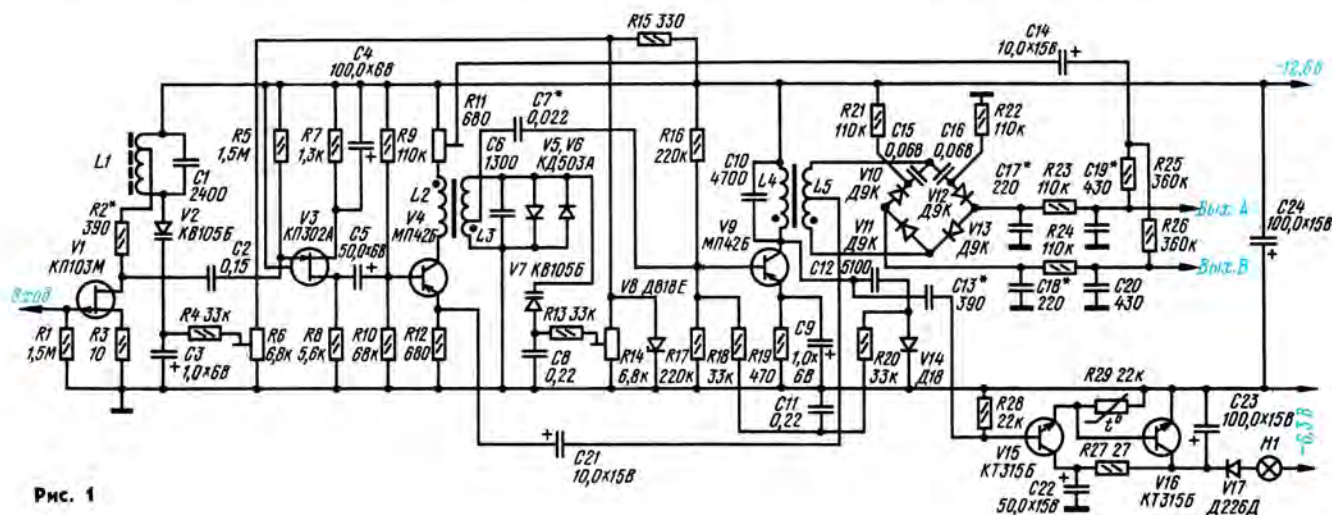 R15 330
C14
10,0×15В
-12,6В
C4
100,0×6В
R5
1,5М
R7
1,3к
R9
110к
R11
680
C7*
0,022
C6
1300
V5, V6
КД503А
R16
220к
C10
4700
L4
L5
R21
110к
C15
0,068
C16
0,068
R22
110к
L1
C1
2400
R2*
390
V1
КП103М
V2
КВ105Б
C2
0,15
V3
КП302А
C5
50,0×6В
L2
V4
МП42Б
L3
V7 КВ105Б
V8 Д818Е
V9
МП42Б
V10
Д9К
V12
Д9К
V11
Д9К
V13
Д9К
C17*
220
R23
110к
C19*
430
R25
360к
Вых. А
R24
110к
R26
360к
Вых. В
C18*
220
C20
430
C24
100,0×15В
Вход
R1
1,5М
R3
10
R4 33к
C3
1,0×6В
R6
6,8к
R8
5,6к
R10
68к
R12
680
R13 33к
C8
0,22
R14
6,8к
R17
220к
R18
33к
R19
470
C9
1,0×
6В
C12
5100
C13*
390
R20
33к
V14
Д18
C11
0,22
C21
10,0×15В
R28
22к
R29 22к
t°
V15
КТ315Б
R27 27
C22
50,0×15В
V16
КТ315Б
C23
100,0×15В
V17
Д226Д
H1
-6,3В
Рис. 1